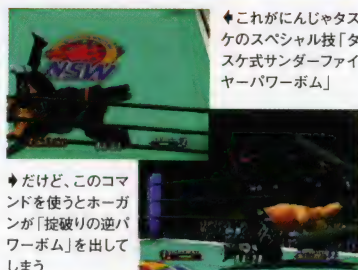 ♦これがにんじゃタス
ケのスペシャル技「タ
スケ式サンダーファイ
ヤーパワーボム」
NSW
♦だけど、このコマ
ンドを使うとホーガ
ンが「掟破りの逆パ
ワーボム」を出して
しまう